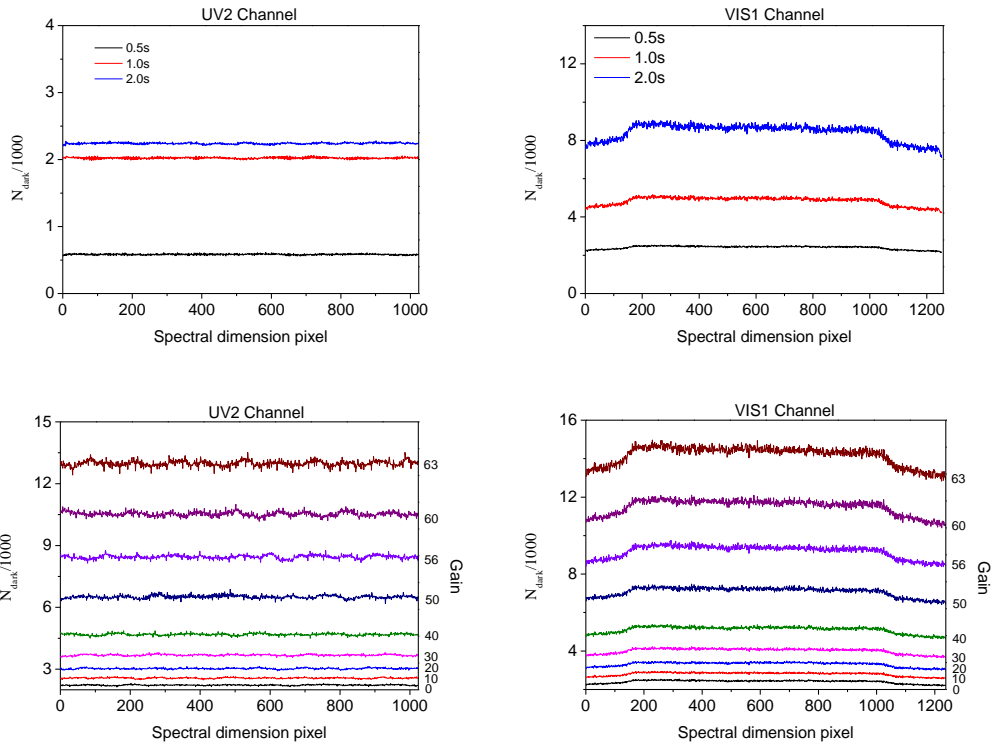 UV2 Channel
4
3
2
1
0
N_dark/1000
0.5s
1.0s
2.0s
0 200 400 600 800 1000
Spectral dimension pixel
VIS1 Channel
12
8
4
0
N_dark/1000
0.5s
1.0s
2.0s
0 200 400 600 800 1000 1200
Spectral dimension pixel
UV2 Channel
15
12
9
6
3
N_dark/1000
63
60
56
50
40
30
20
10
0
Gain
0 200 400 600 800 1000
Spectral dimension pixel
VIS1 Channel
16
12
8
4
N_dark/1000
63
60
56
50
40
30
20
10
0
Gain
0 200 400 600 800 1000 1200
Spectral dimension pixel